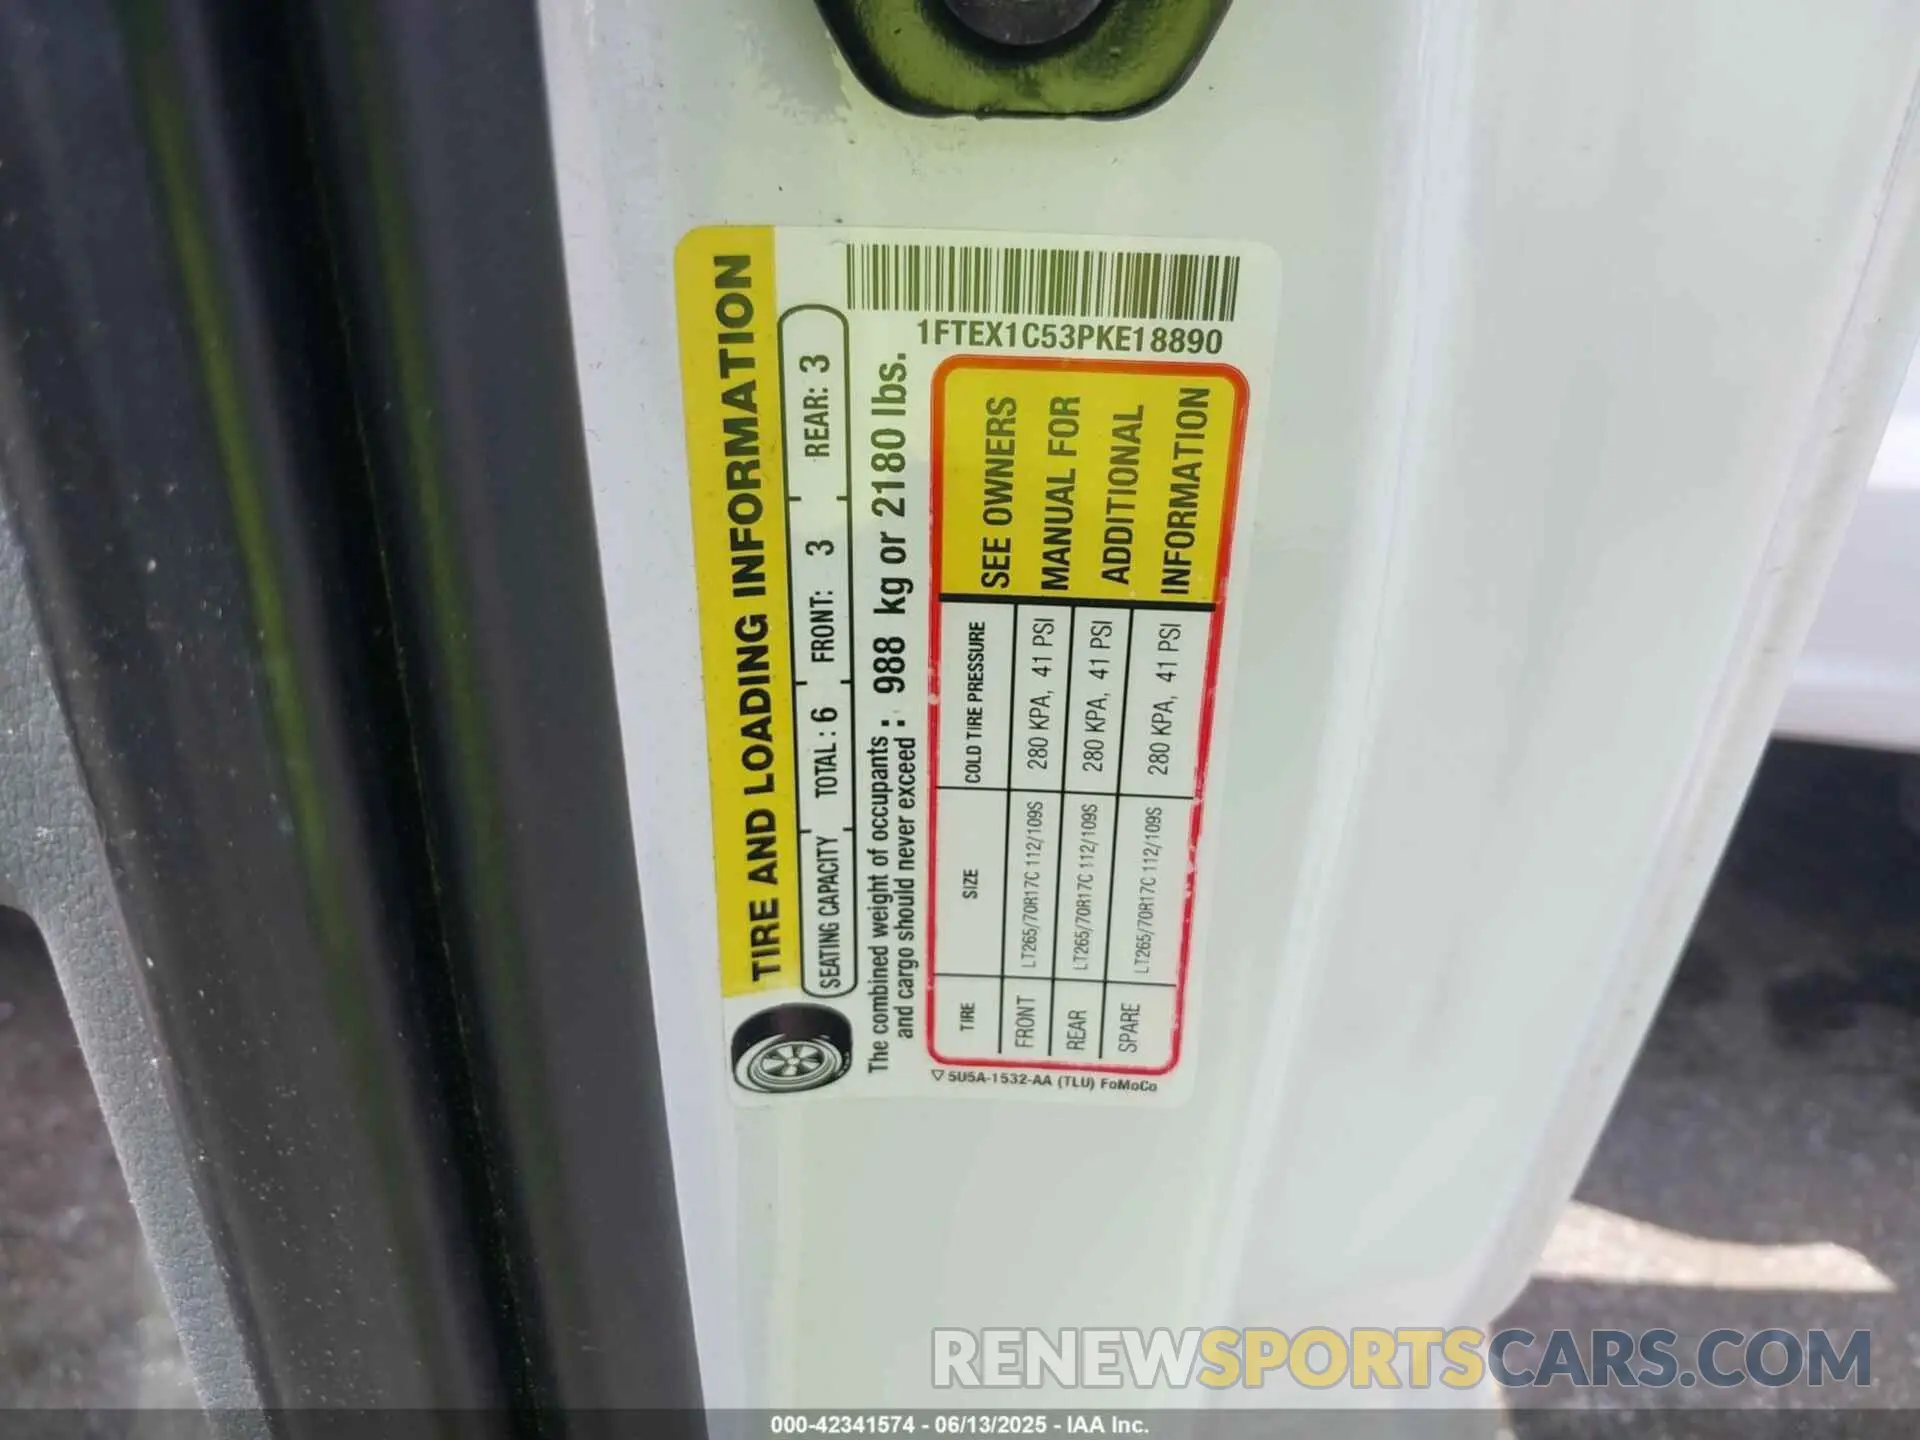 TIRE AND LOADING INFORMATION
SEATING CAPACITY TOTAL : 6 FRONT: 3 REAR: 3
The combined weight of occupants
and cargo should never exceed : 988 kg or 2180 lbs.
1FTEX1C53PKE18890
TIRE SIZE COLD TIRE PRESSURE
FRONT LT265/70R17C 112/109S 280 KPA, 41 PSI
REAR LT265/70R17C 112/109S 280 KPA, 41 PSI
SPARE LT265/70R17C 112/109S 280 KPA, 41 PSI
SEE OWNERS
MANUAL FOR
ADDITIONAL
INFORMATION
5U5A-1532-AA (TLU) FoMoCo
RENEWSPORTSCARS.COM
000-42341574 - 06/13/2025 - IAA Inc.